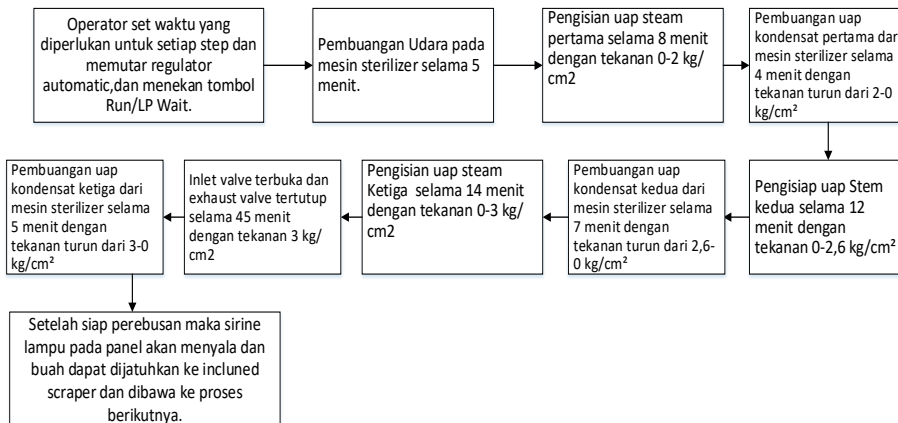 Operator set waktu yang
diperlukan untuk setiap step dan
memutar regulator
automatic,dan menekan tombol
Run/LP Wait.
Pembuangan Udara pada
mesin sterilizer selama 5
menit.
Pengisian uap steam
pertama selama 8 menit
dengan tekanan 0-2 kg/
cm2
Pembuangan uap
kondensat pertama dar
mesin sterilizer selama
4 menit dengan
tekanan turun dari 2-0
kg/cm²
Pengisiap uap Stem
kedua selama 12
menit dengan
tekanan 0-2,6 kg/cm²
Pembuangan uap
kondensat kedua dari
mesin sterilizer selama
7 menit dengan
tekanan turun dari 2,6-
0 kg/cm²
Pengisian uap steam
Ketiga selama 14 menit
dengan tekanan 0-3 kg/
cm2
Inlet valve terbuka dan
exhaust valve tertutup
selama 45 menit
dengan tekanan 3 kg/
cm2
Pembuangan uap
kondensat ketiga dari
mesin sterilizer selama
5 menit dengan
tekanan turun dari 3-0
kg/cm²
Setelah siap perebusan maka sirine
lampu pada panel akan menyala dan
buah dapat dijatuhkan ke incluned
scraper dan dibawa ke proses
berikutnya.